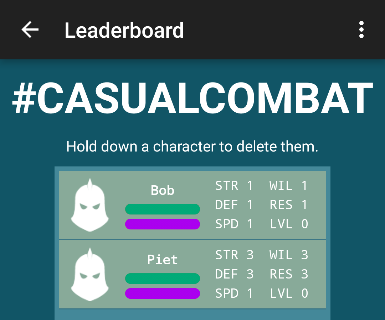 Leaderboard
#CASUALCOMBAT
Hold down a character to delete them.
Bob
STR 1 WIL 1
DEF 1 RES 1
SPD 1 LVL 0
Piet
STR 3 WIL 3
DEF 3 RES 3
SPD 1 LVL 0